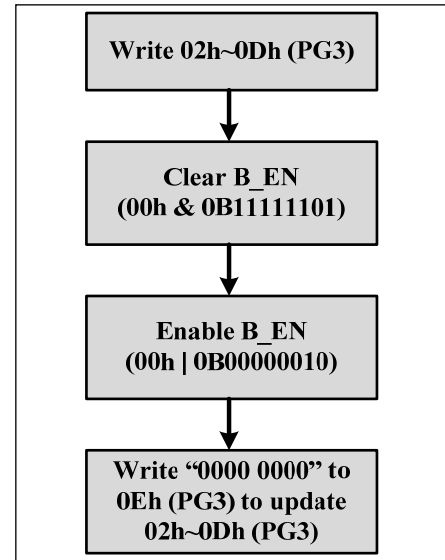 Write 02h~0Dh (PG3)
Clear B_EN
(00h & 0B11111101)
Enable B_EN
(00h | 0B00000010)
Write “0000 0000” to
0Eh (PG3) to update
02h~0Dh (PG3)